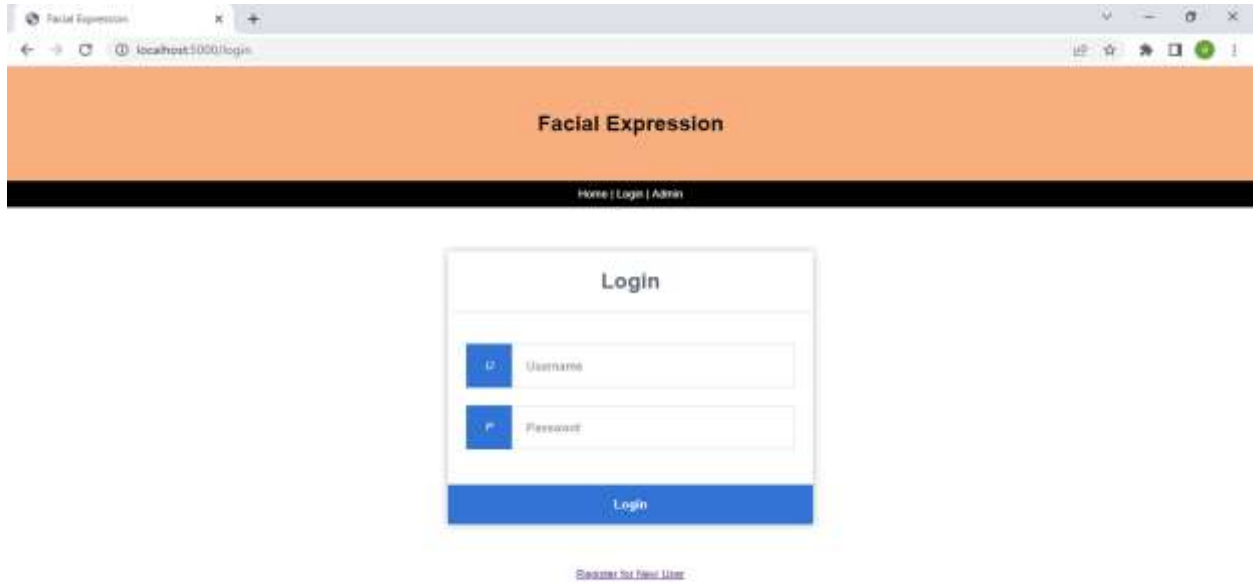 Facial Expression
localhost:5000/login
Facial Expression
Home | Login | Admin
Login
U
Username
P
Password
Login
Register for New User